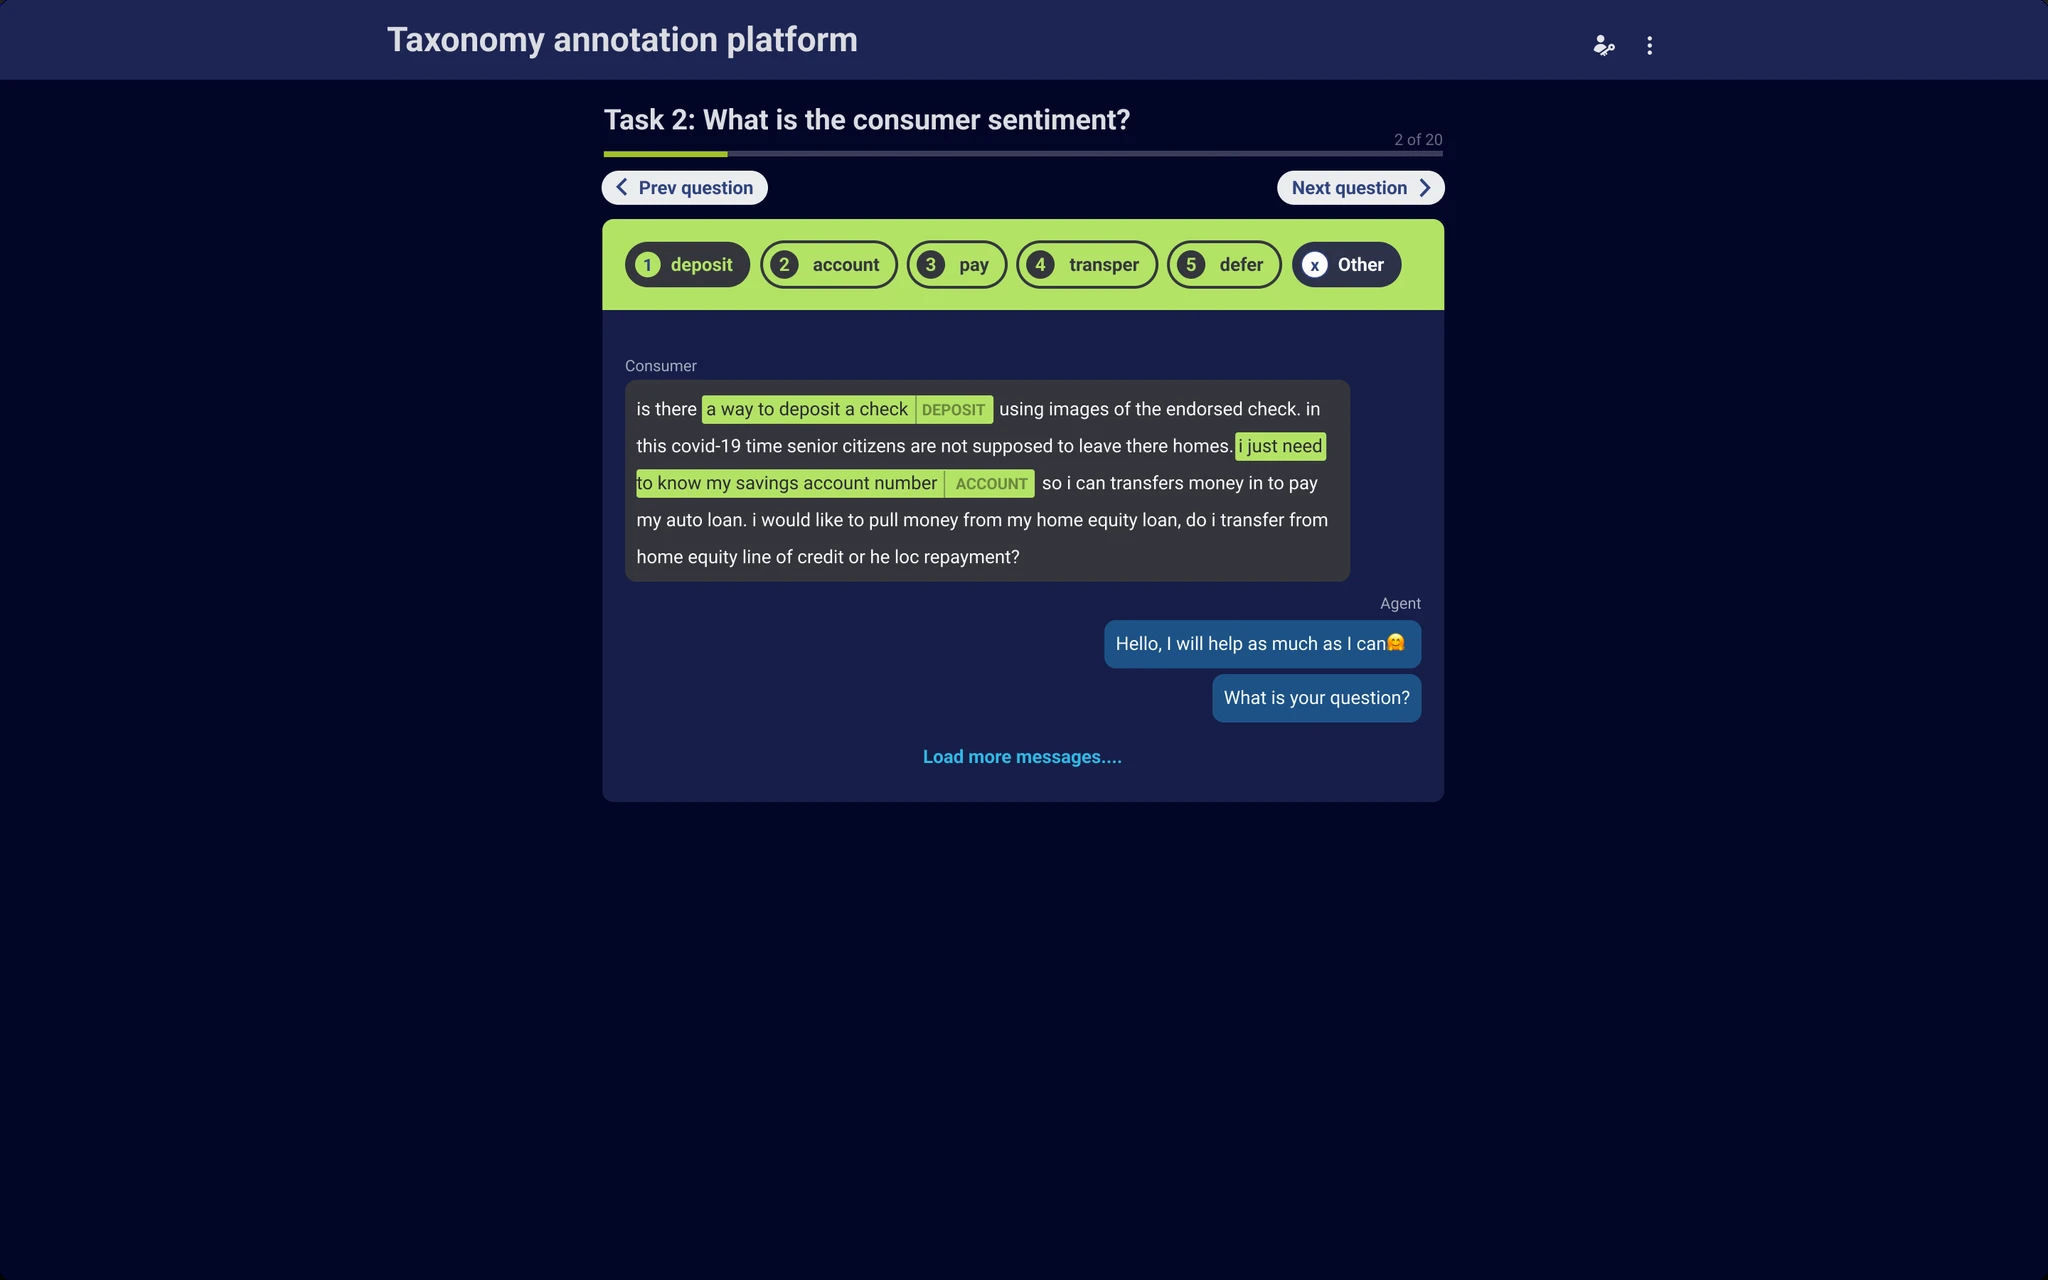 Taxonomy annotation platform
Task 2: What is the consumer sentiment?
2 of 20
Prev question
Next question
1 deposit 2 account 3 pay 4 transper 5 defer x Other
Consumer
is there a way to deposit a check DEPOSIT using images of the endorsed check. in
this covid-19 time senior citizens are not supposed to leave there homes. i just need
to know my savings account number ACCOUNT so i can transfers money in to pay
my auto loan. i would like to pull money from my home equity loan, do i transfer from
home equity line of credit or he loc repayment?
Agent
Hello, I will help as much as I can🤗
What is your question?
Load more messages....